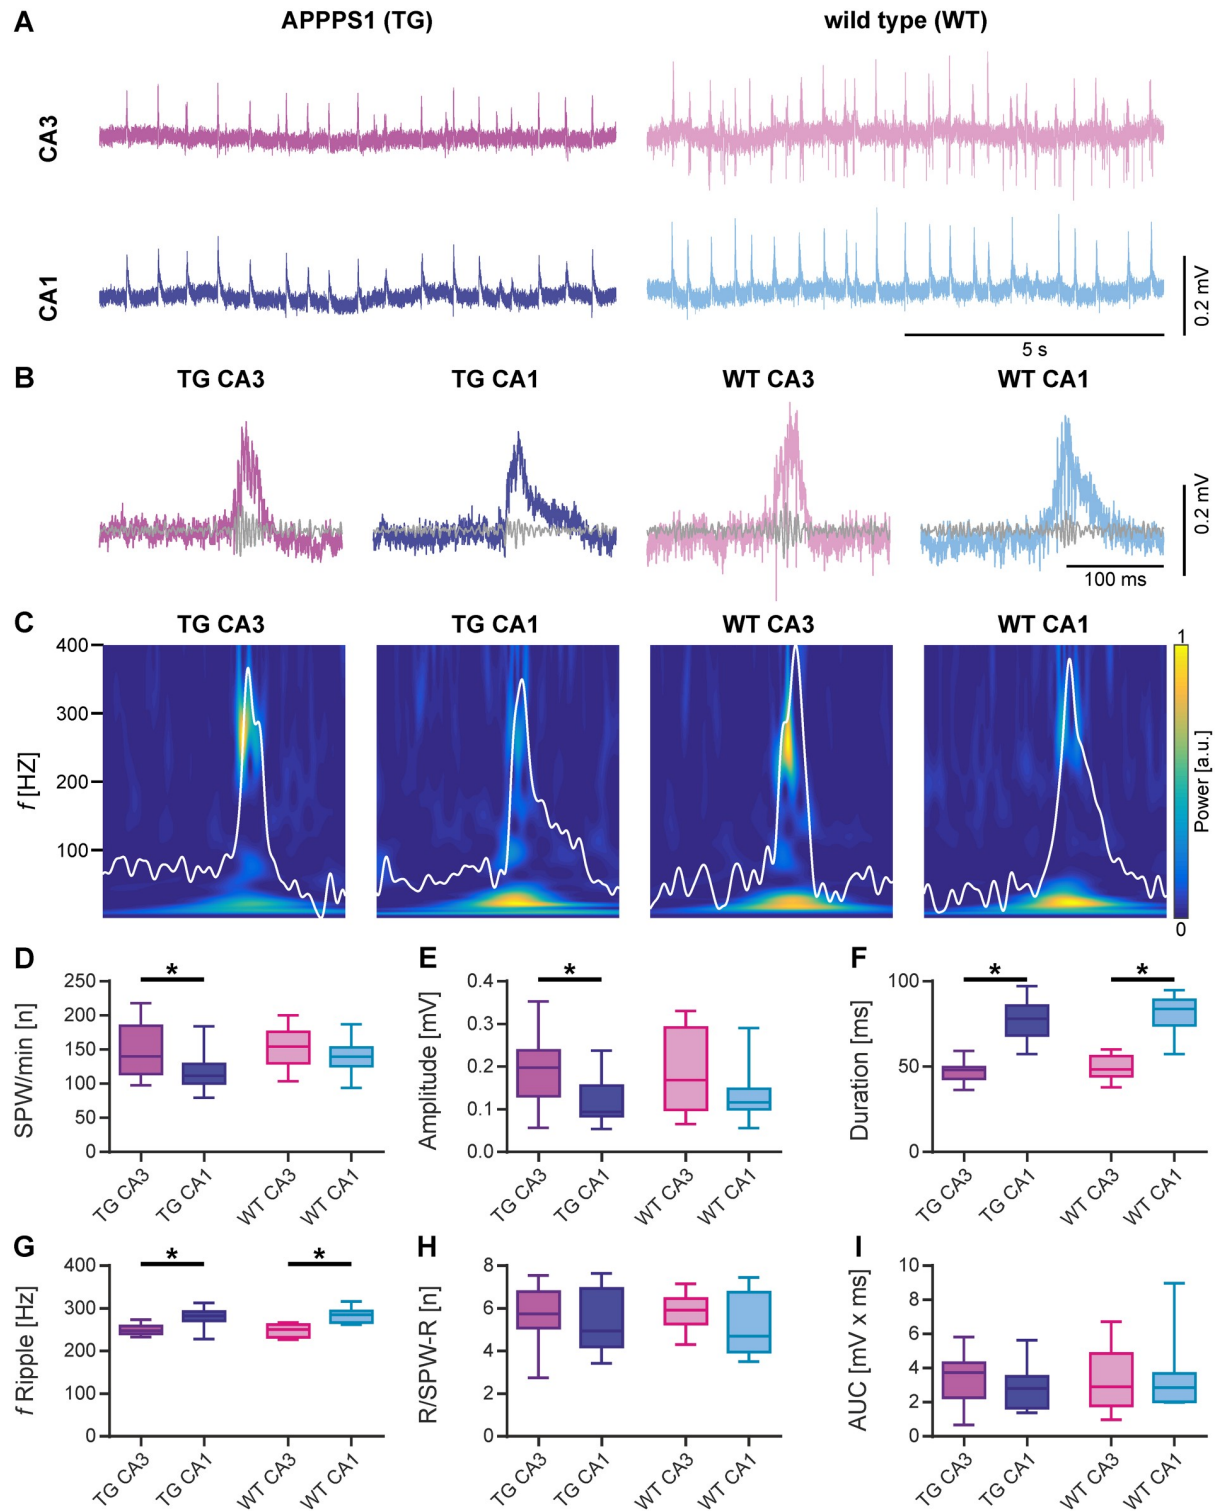 A
APPPS1 (TG)
wild type (WT)
CA3
CA1
0.2 mV
5 s
B
TG CA3
TG CA1
WT CA3
WT CA1
0.2 mV
100 ms
C
TG CA3
TG CA1
WT CA3
WT CA1
400
300
200
100
f [HZ]
1
Power [a.u.]
0
D
SPW/min [n]
250
200
150
100
50
0
*
TG CA3
TG CA1
WT CA3
WT CA1
E
Amplitude [mV]
0.4
0.3
0.2
0.1
0.0
*
TG CA3
TG CA1
WT CA3
WT CA1
F
Duration [ms]
100
50
0
*
*
TG CA3
TG CA1
WT CA3
WT CA1
G
f Ripple [Hz]
400
300
200
100
0
*
*
TG CA3
TG CA1
WT CA3
WT CA1
H
R/SPW-R [n]
8
6
4
2
0
TG CA3
TG CA1
WT CA3
WT CA1
I
AUC [mV x ms]
10
8
6
4
2
0
TG CA3
TG CA1
WT CA3
WT CA1